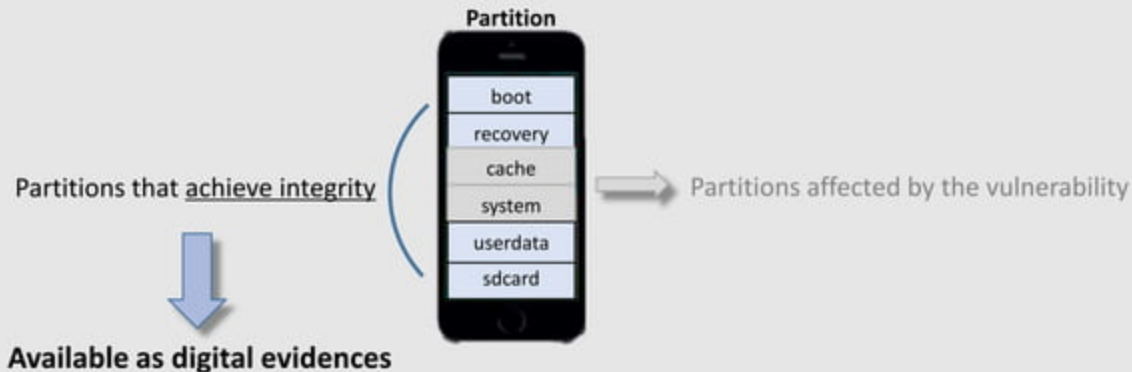 Partition
boot
recovery
cache
system
userdata
sdcard
Partitions that achieve integrity
Partitions affected by the vulnerability
Available as digital evidences